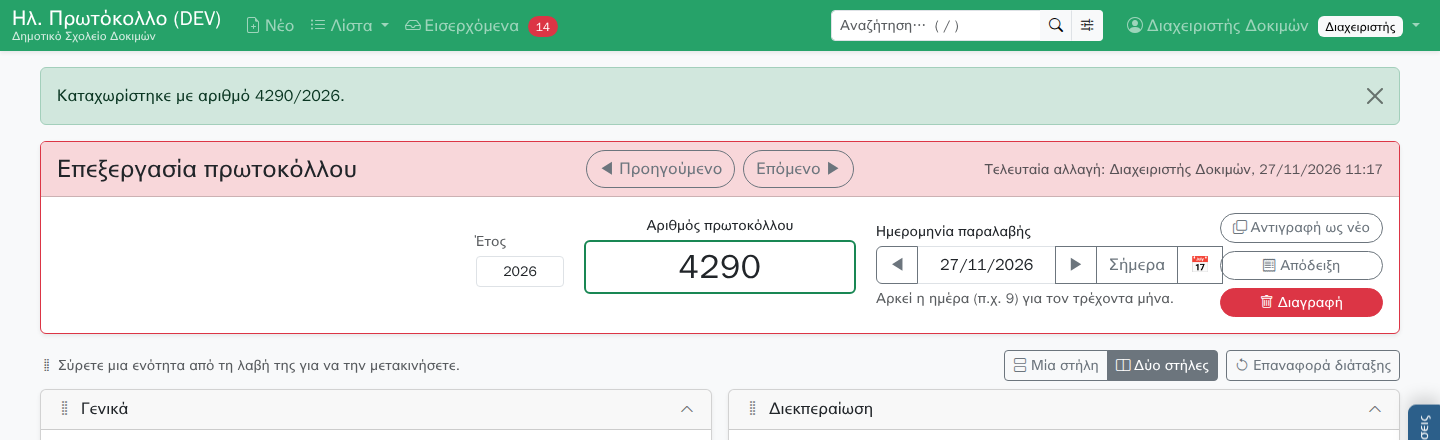 Ηλ. Πρωτόκολλο (DEV)
Δημοτικό Σχολείο Δοκιμών
Νέο
Λίστα
Εισερχόμενα 14
Αναζήτηση… ( / )
Διαχειριστής Δοκιμών Διαχειριστής
Καταχωρίστηκε με αριθμό 4290/2026.
Επεξεργασία πρωτοκόλλου
◀ Προηγούμενο
Επόμενο ▶
Τελευταία αλλαγή: Διαχειριστής Δοκιμών, 27/11/2026 11:17
Έτος
2026
Αριθμός πρωτοκόλλου
4290
Ημερομηνία παραλαβής
◀ 27/11/2026 ▶ Σήμερα
Αρκεί η ημέρα (π.χ. 9) για τον τρέχοντα μήνα.
Αντιγραφή ως νέο
Απόδειξη
Διαγραφή
Σύρετε μια ενότητα από τη λαβή της για να την μετακινήσετε.
Μία στήλη
Δύο στήλες
Επαναφορά διάταξης
Γενικά
Διεκπεραίωση